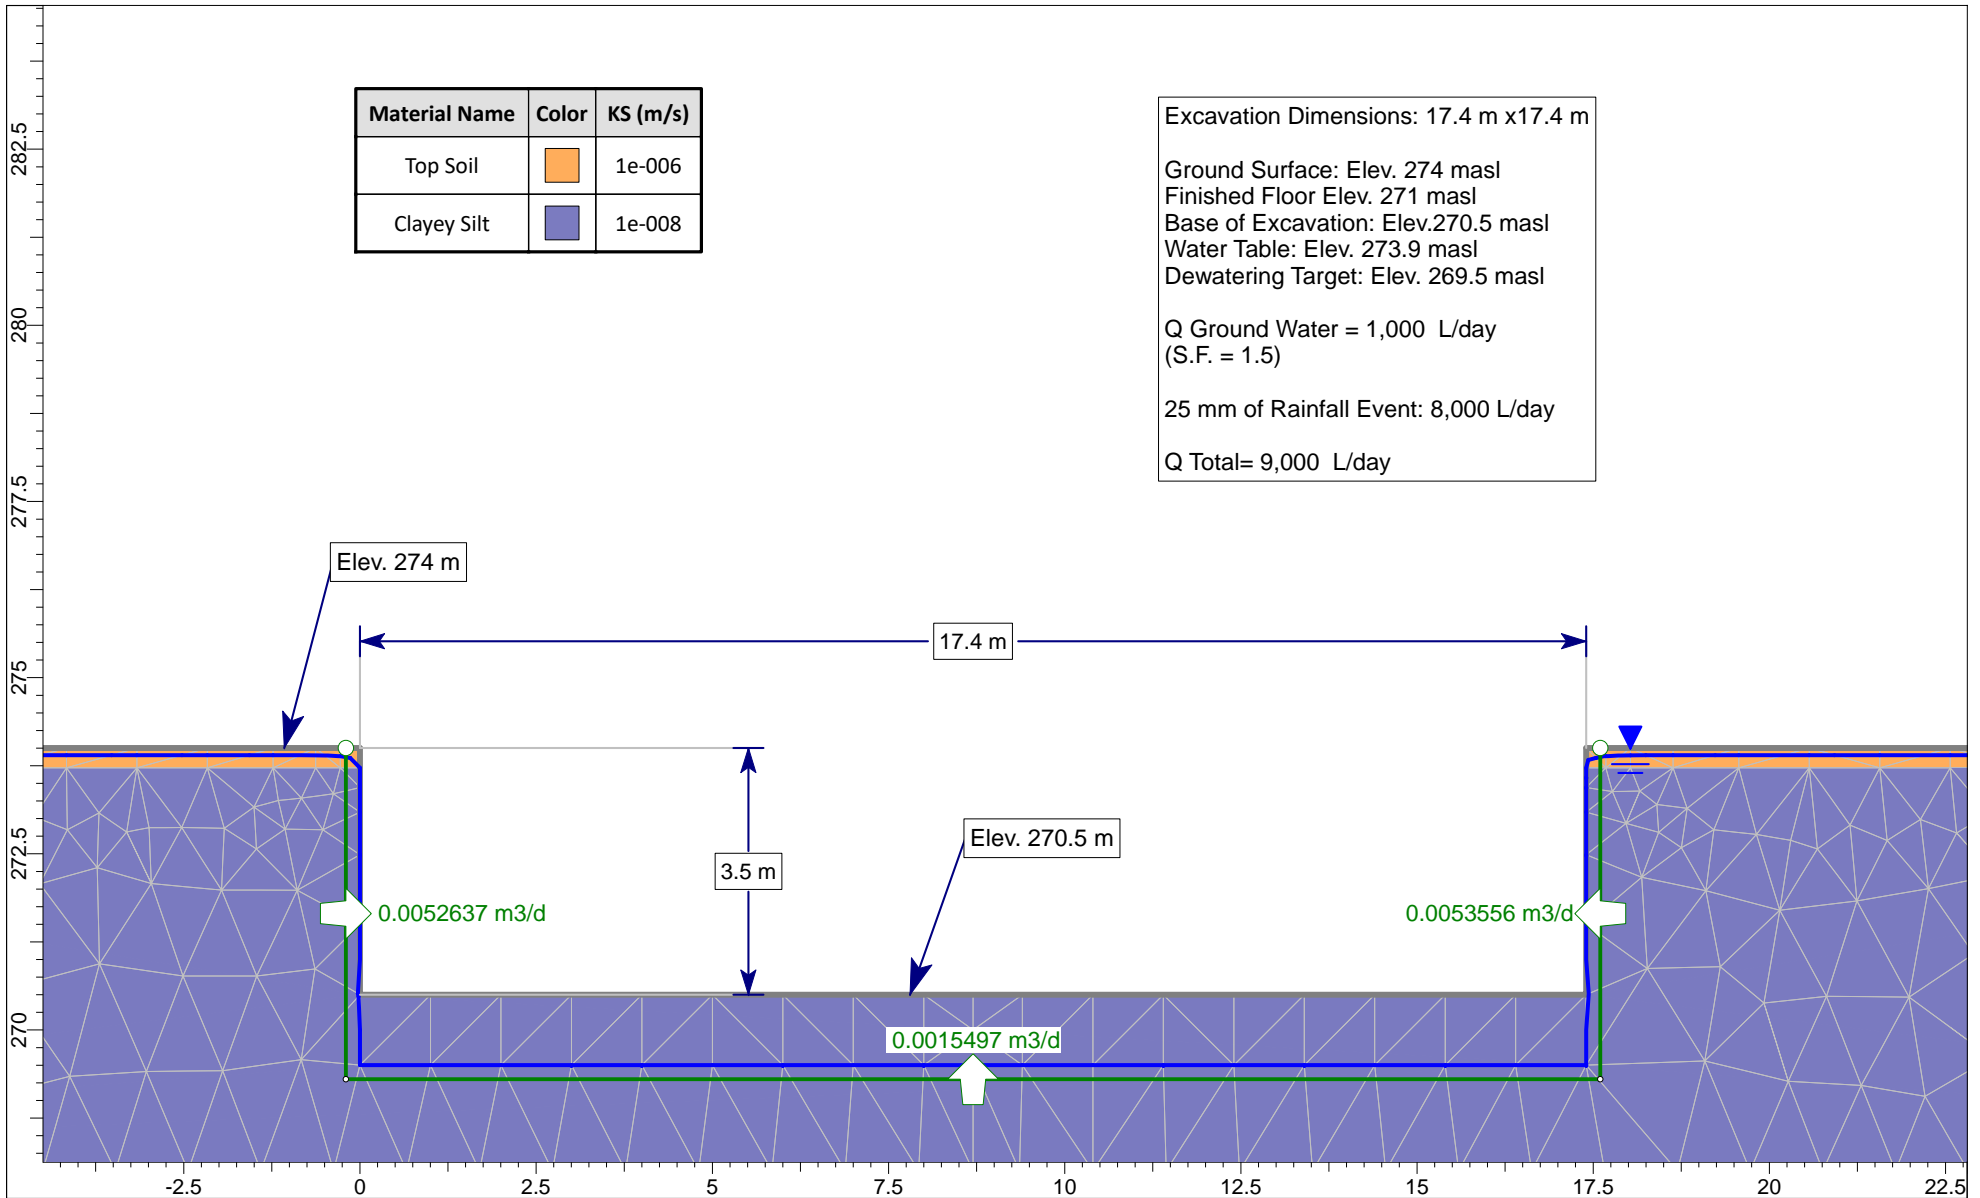 Material Name Color KS (m/s)
Top Soil 1e-006
Clayey Silt 1e-008
Excavation Dimensions: 17.4 m x17.4 m
Ground Surface: Elev. 274 masl
Finished Floor Elev. 271 masl
Base of Excavation: Elev.270.5 masl
Water Table: Elev. 273.9 masl
Dewatering Target: Elev. 269.5 masl
Q Ground Water = 1,000 L/day
(S.F. = 1.5)
25 mm of Rainfall Event: 8,000 L/day
Q Total= 9,000 L/day
Elev. 274 m
17.4 m
Elev. 270.5 m
3.5 m
0.0052637 m3/d
0.0053556 m3/d
0.0015497 m3/d
282.5
280
277.5
275
272.5
270
-2.5 0 2.5 5 7.5 10 12.5 15 17.5 20 22.5